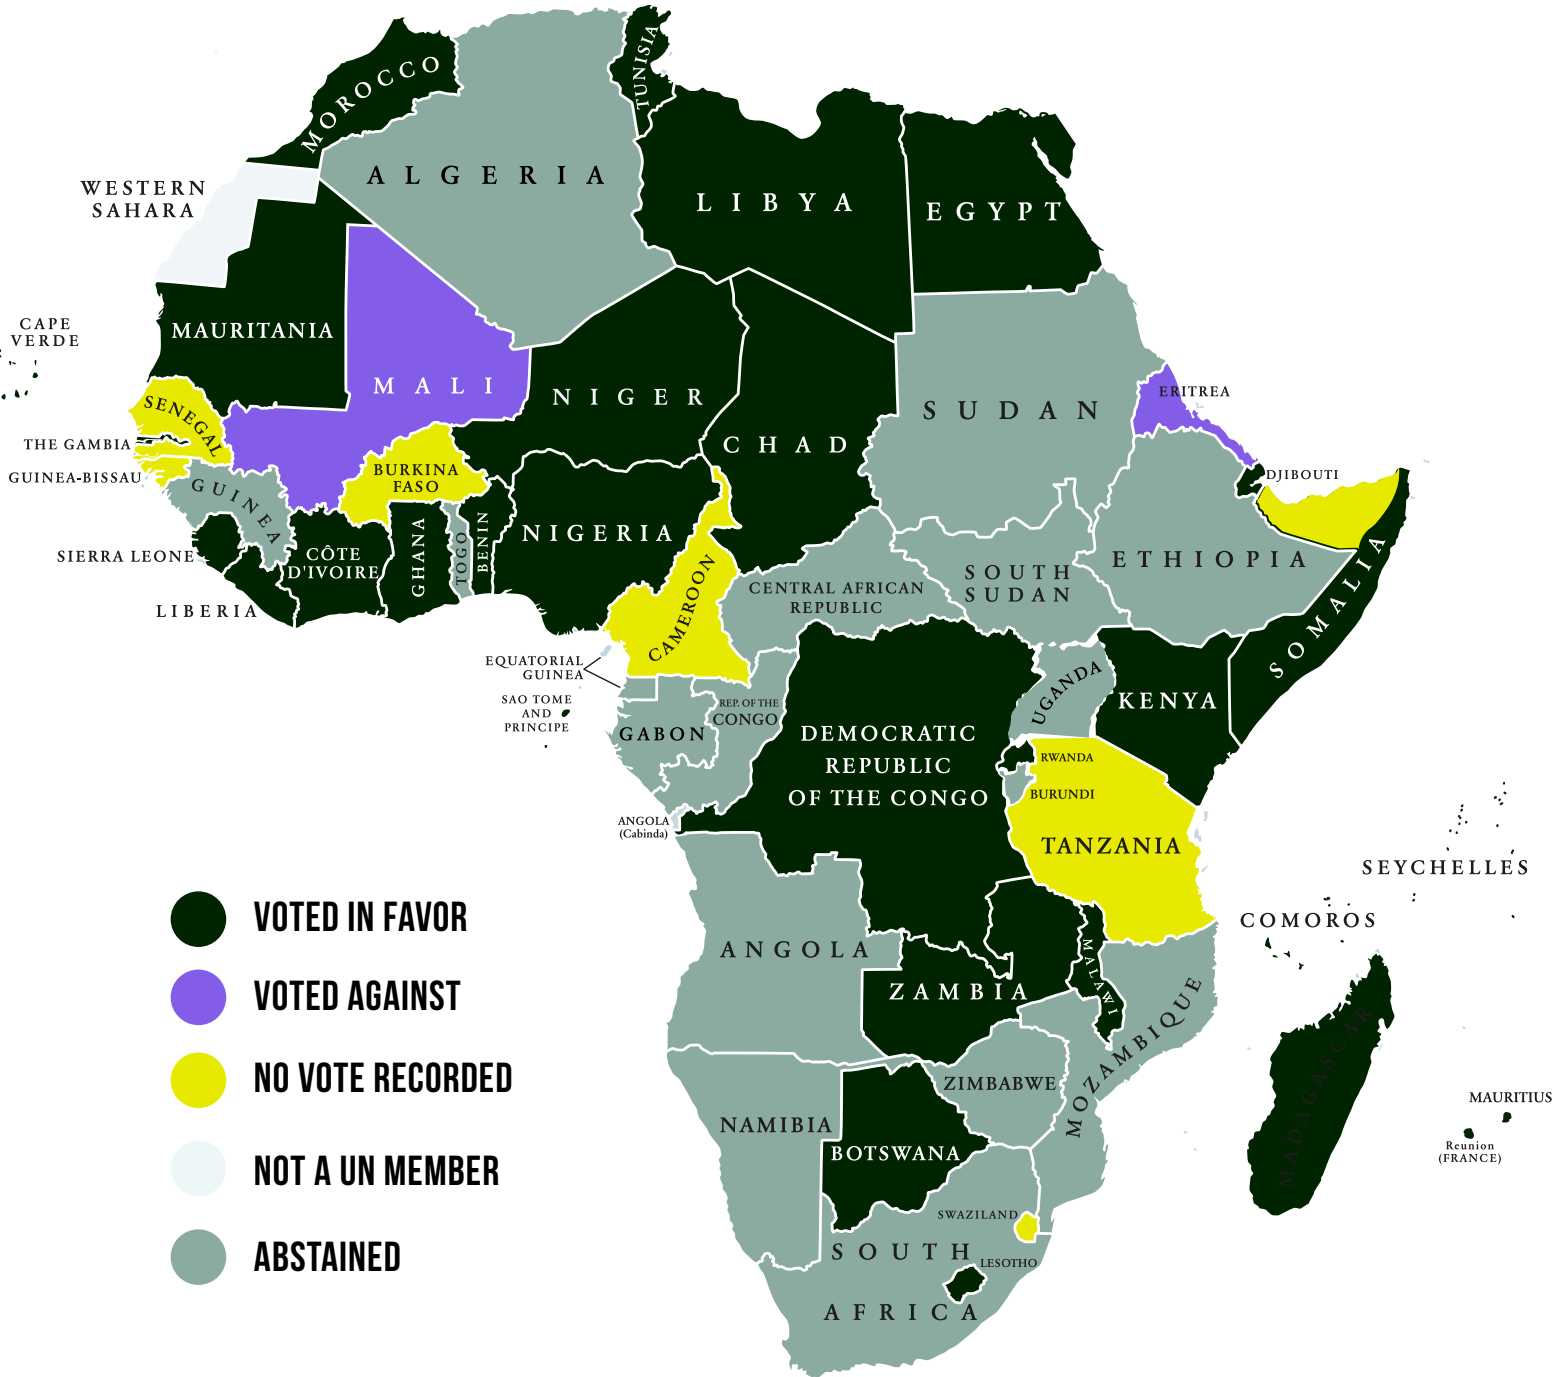 MOROCCO
TUNISIA
ALGERIA
LIBYA
EGYPT
WESTERN
SAHARA
CAPE
VERDE
MAURITANIA
MALI
NIGER
CHAD
SUDAN
ERITREA
SENEGAL
THE GAMBIA
GUINEA-BISSAU
GUINEA
BURKINA
FASO
DJIBOUTI
SIERRA LEONE
LIBERIA
CÔTE
D'IVOIRE
GHANA
TOGO
BENIN
NIGERIA
CAMEROON
CENTRAL AFRICAN
REPUBLIC
SOUTH
SUDAN
ETHIOPIA
SOMALIA
EQUATORIAL
GUINEA
SAO TOME
AND
PRINCIPE
GABON
REP. OF THE
CONGO
DEMOCRATIC
REPUBLIC
OF THE CONGO
UGANDA
KENYA
RWANDA
BURUNDI
TANZANIA
ANGOLA
(Cabinda)
SEYCHELLES
COMOROS
ANGOLA
ZAMBIA
MALAWI
MOZAMBIQUE
MADAGASCAR
MAURITIUS
Reunion
(FRANCE)
ZIMBABWE
NAMIBIA
BOTSWANA
SWAZILAND
LESOTHO
SOUTH
AFRICA
VOTED IN FAVOR
VOTED AGAINST
NO VOTE RECORDED
NOT A UN MEMBER
ABSTAINED